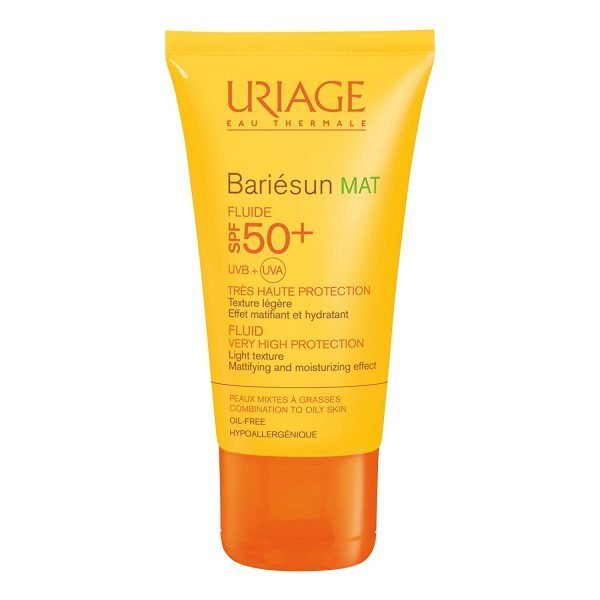 URIAGE
EAU THERMALE
Bariésun MAT
FLUIDE
SPF 50+
UVB + UVA
TRÈS HAUTE PROTECTION
Texture légère
Effet matifiant et hydratant
FLUID
VERY HIGH PROTECTION
Light texture
Mattifying and moisturizing effect
PEAUX MIXTES À GRASSES
COMBINATION TO OILY SKIN
OIL-FREE
HYPOALLERGÉNIQUE